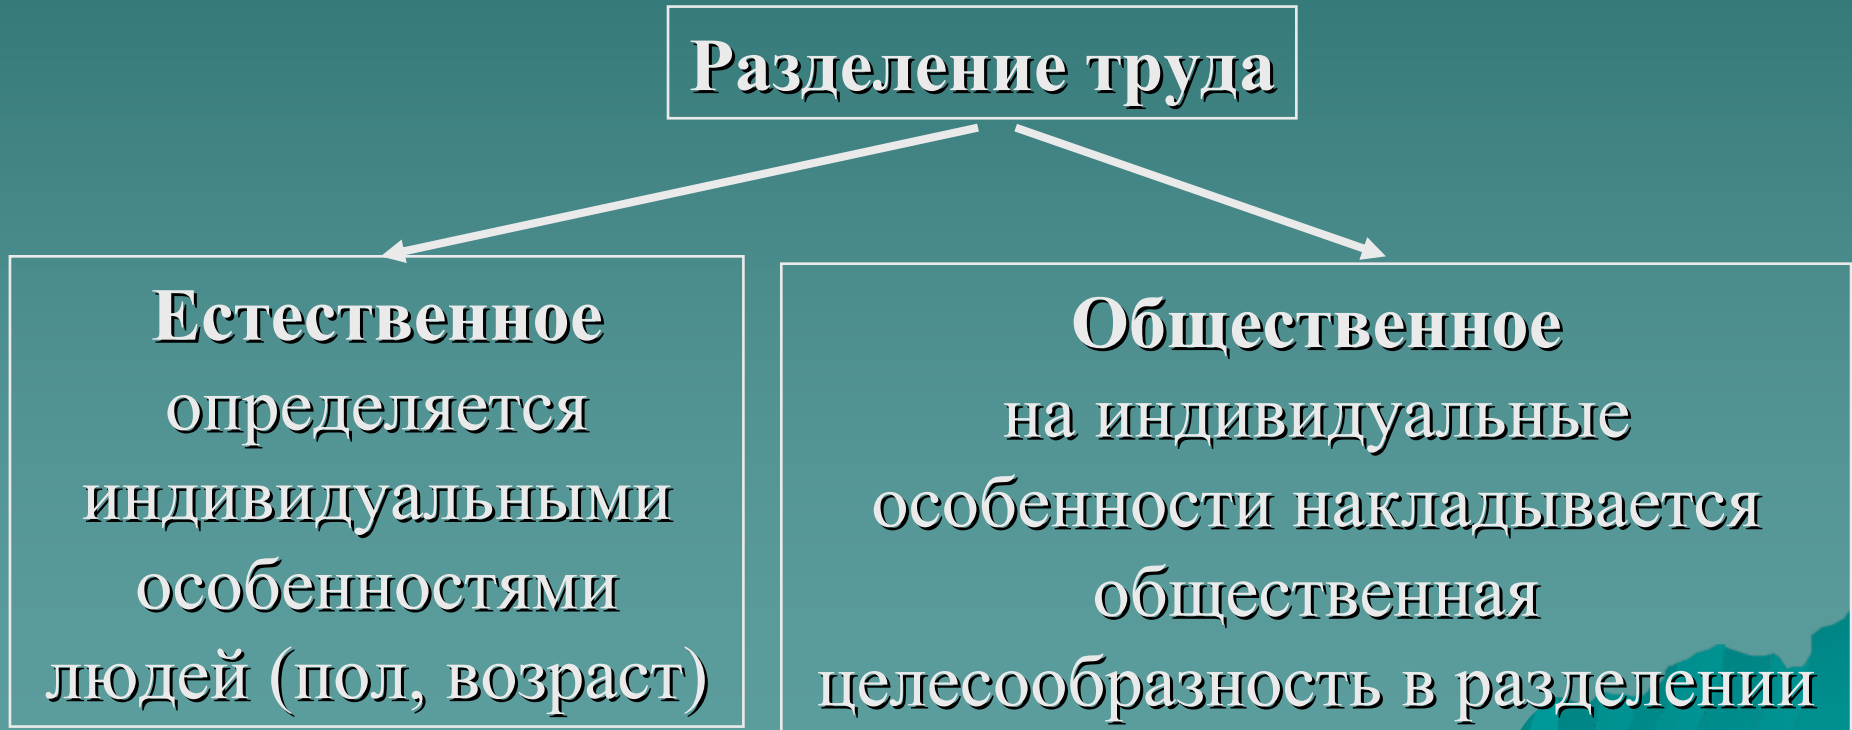 Разделение труда
Естественное
определяется
индивидуальными
особенностями
людей (пол, возраст)
Общественное
на индивидуальные
особенности накладывается
общественная
целесообразность в разделении